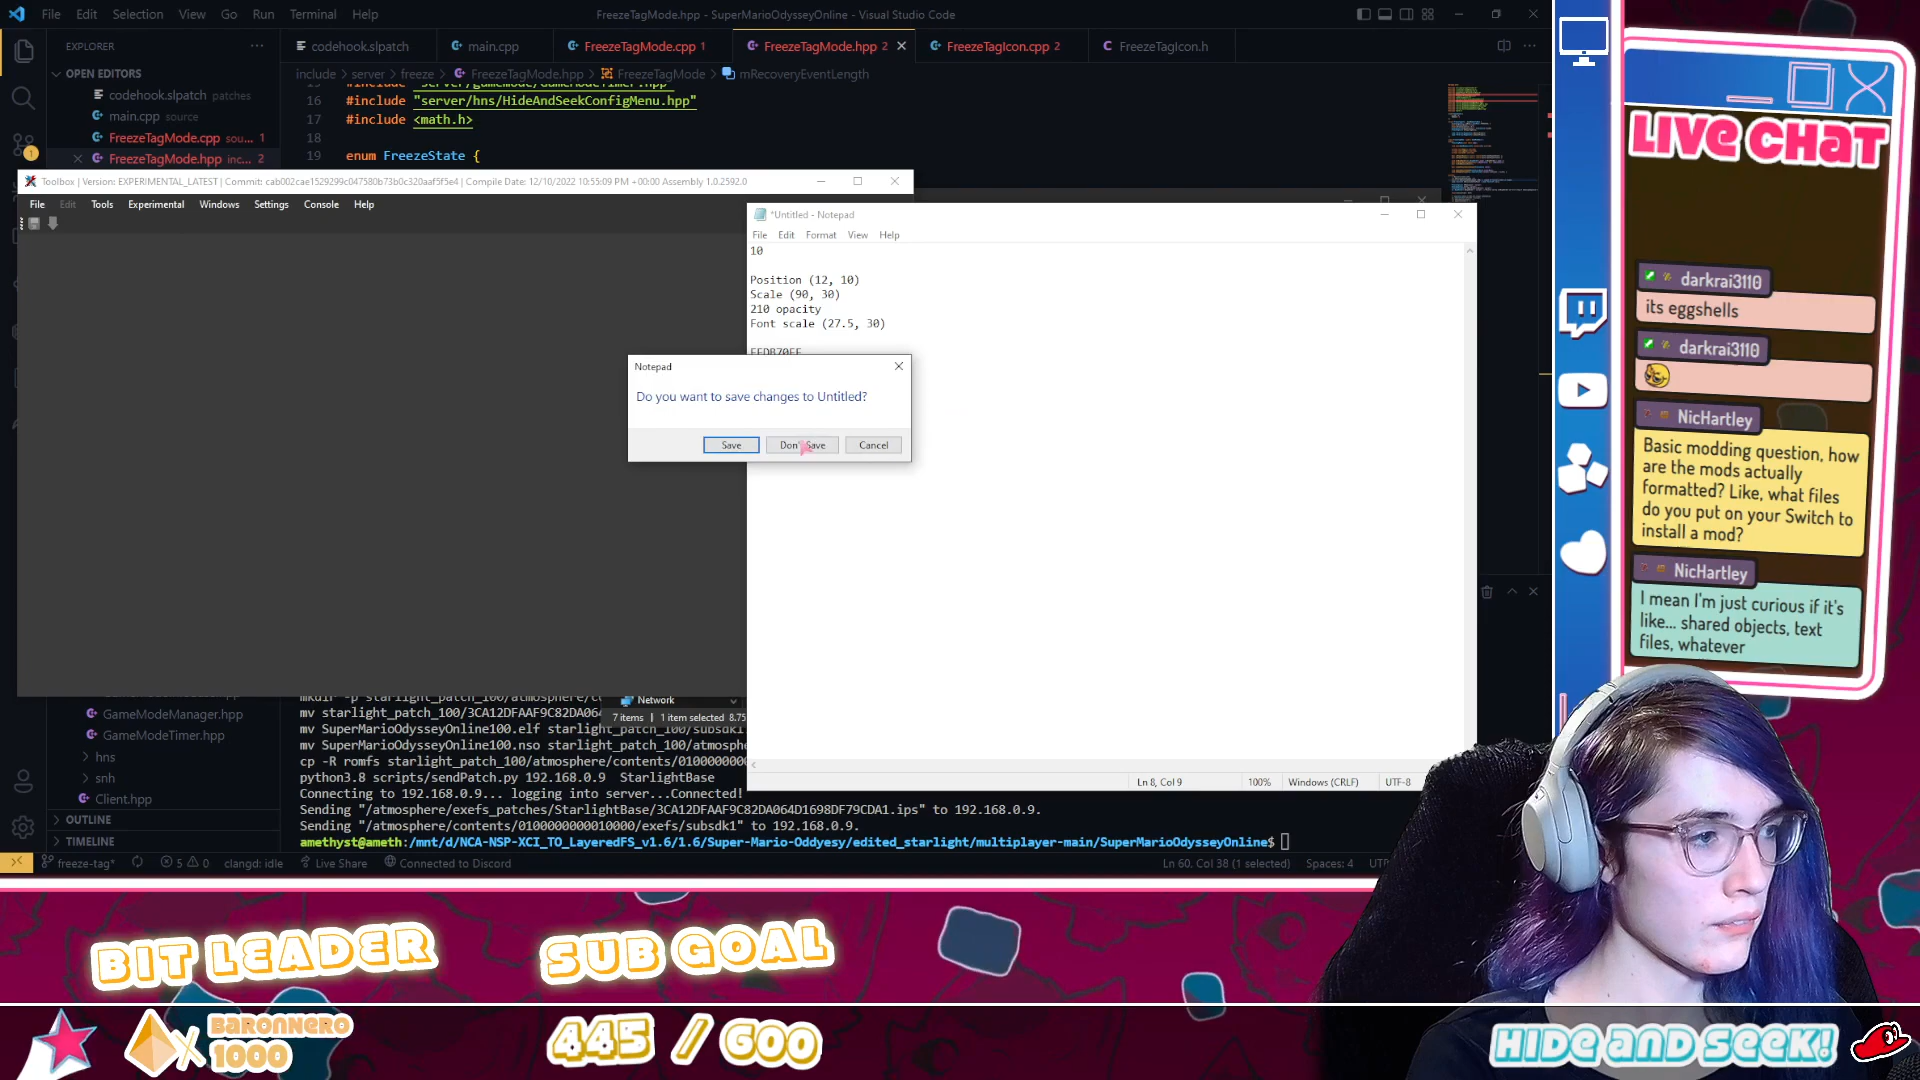 File Edit Selection View Go Run Terminal Help
FreezeTagMode.hpp - SuperMarioOdysseyOnline - Visual Studio Code
EXPLORER
codehook.slpatch
main.cpp
FreezeTagMode.cpp 1
FreezeTagMode.hpp 2
FreezeTagIcon.cpp 2
FreezeTagIcon.h
OPEN EDITORS
include > server > freeze > FreezeTagMode.hpp > FreezeTagMode > mRecoveryEventLength
codehook.slpatch patches
main.cpp source
FreezeTagMode.cpp sou... 1
FreezeTagMode.hpp inc... 2
16 #include "server/hns/HideAndSeekConfigMenu.hpp"
17 #include <math.h>
18
19 enum FreezeState {
Toolbox | Version: EXPERIMENTAL_LATEST | Commit: cab002cae1529299c047580b73b0c320aaf5f5e4 | Compile Date: 12/10/2022 10:55:09 PM +00:00 Assembly 1.0.2592.0
File Edit Tools Experimental Windows Settings Console Help
*Untitled - Notepad
File Edit Format View Help
10
Position (12, 10)
Scale (90, 30)
210 opacity
Font scale (27.5, 30)
Notepad
Do you want to save changes to Untitled?
Save Don't Save Cancel
Ln 8, Col 9 100% Windows (CRLF) UTF-8
Network
7 items | 1 item selected 8.75
GameModeManager.hpp
GameModeTimer.hpp
hns
snh
Client.hpp
OUTLINE
TIMELINE
mkdir -p starlight_patch_100/atmosphere/c
mv starlight_patch_100/3CA12DFAAF9C82DA064
mv SuperMarioOdysseyOnline100.elf starlight_patch_100/subsdk1
mv SuperMarioOdysseyOnline100.nso starlight_patch_100/atmosphe
cp -R romfs starlight_patch_100/atmosphere/contents/0100000000
python3.8 scripts/sendPatch.py 192.168.0.9 StarlightBase
Connecting to 192.168.0.9... logging into server...Connected!
Sending "/atmosphere/exefs_patches/StarlightBase/3CA12DFAAF9C82DA064D1698DF79CDA1.ips" to 192.168.0.9.
Sending "/atmosphere/contents/0100000000010000/exefs/subsdk1" to 192.168.0.9.
amethyst@ameth:/mnt/d/NCA-NSP-XCI_TO_LayeredFS_v1.6/1.6/Super-Mario-Oddyesy/edited_starlight/multiplayer-main/SuperMarioOdysseyOnline$
freeze-tag* 5 0 clangd: idle Live Share Connected to Discord
Ln 60, Col 38 (1 selected) Spaces: 4
LIVE CHAT
darkrai3110
its eggshells
darkrai3110
NicHartley
Basic modding question, how
are the mods actually
formatted? Like, what files
do you put on your Switch to
install a mod?
NicHartley
I mean I'm just curious if it's
like... shared objects, text
files, whatever
BIT LEADER
SUB GOAL
BARONNERO
X 1000
445 / 600
HIDE AND SEEK!